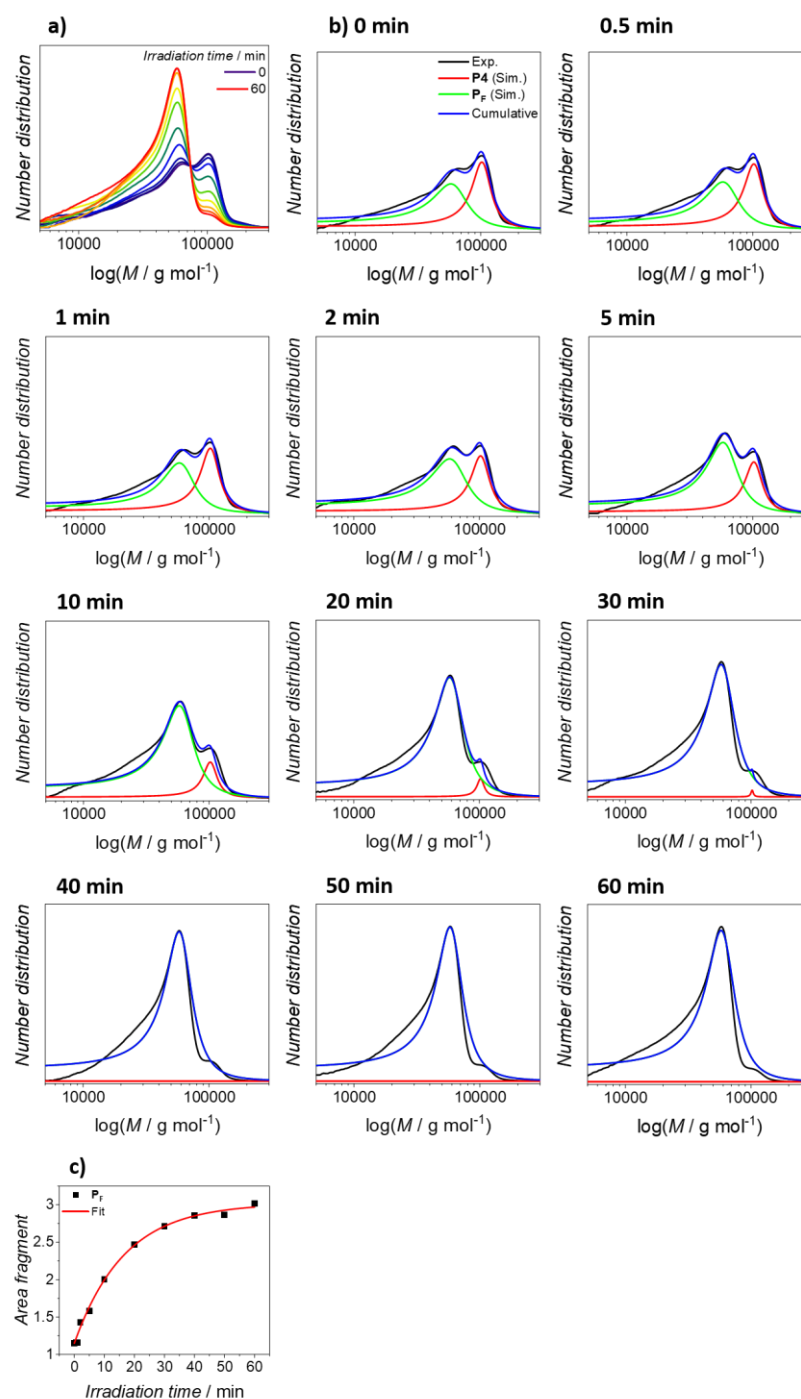 a)
Irradiation time / min
0
60
Number distribution
10000
100000
log(M / g mol⁻¹)
b) 0 min
Exp.
P4 (Sim.)
P_F (Sim.)
Cumulative
Number distribution
10000
100000
log(M / g mol⁻¹)
0.5 min
Number distribution
10000
100000
log(M / g mol⁻¹)
1 min
Number distribution
10000
100000
log(M / g mol⁻¹)
2 min
Number distribution
10000
100000
log(M / g mol⁻¹)
5 min
Number distribution
10000
100000
log(M / g mol⁻¹)
10 min
Number distribution
10000
100000
log(M / g mol⁻¹)
20 min
Number distribution
10000
100000
log(M / g mol⁻¹)
30 min
Number distribution
10000
100000
log(M / g mol⁻¹)
40 min
Number distribution
10000
100000
log(M / g mol⁻¹)
50 min
Number distribution
10000
100000
log(M / g mol⁻¹)
60 min
Number distribution
10000
100000
log(M / g mol⁻¹)
c)
P_F
Fit
Area fragment
3
2.5
2
1.5
1
0 10 20 30 40 50 60
Irradiation time / min